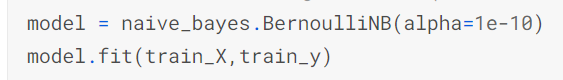 model = naive_bayes.BernoulliNB(alpha=1e-10)
model.fit(train_X,train_y)